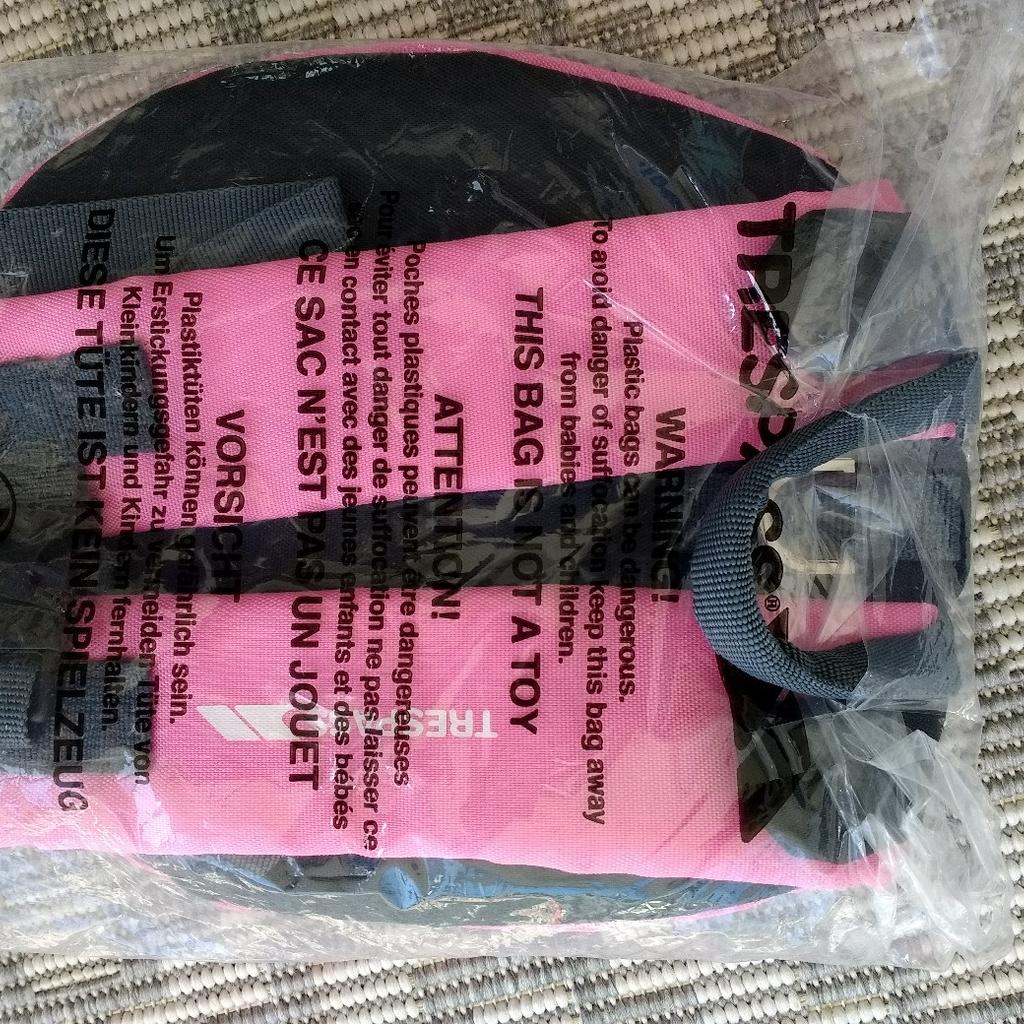 TRESPASS®
WARNING!
Plastic bags can be dangerous.
To avoid danger of suffocation keep this bag away
from babies and children.
THIS BAG IS NOT A TOY
ATTENTION!
Poches plastiques peuvent être dangereuses
Pour éviter tout danger de suffocation ne pas laisser ce
sac en contact avec des jeunes enfants et des bébés
CE SAC N'EST PAS UN JOUET
VORSICHT
Plastiktüten können gefährlich sein.
Um Erstickungsgefahr zu vermeiden Tüte von
Kleinkindern und Kindern fernhalten.
DIESE TÜTE IST KEIN SPIELZEUG
TRESPASS